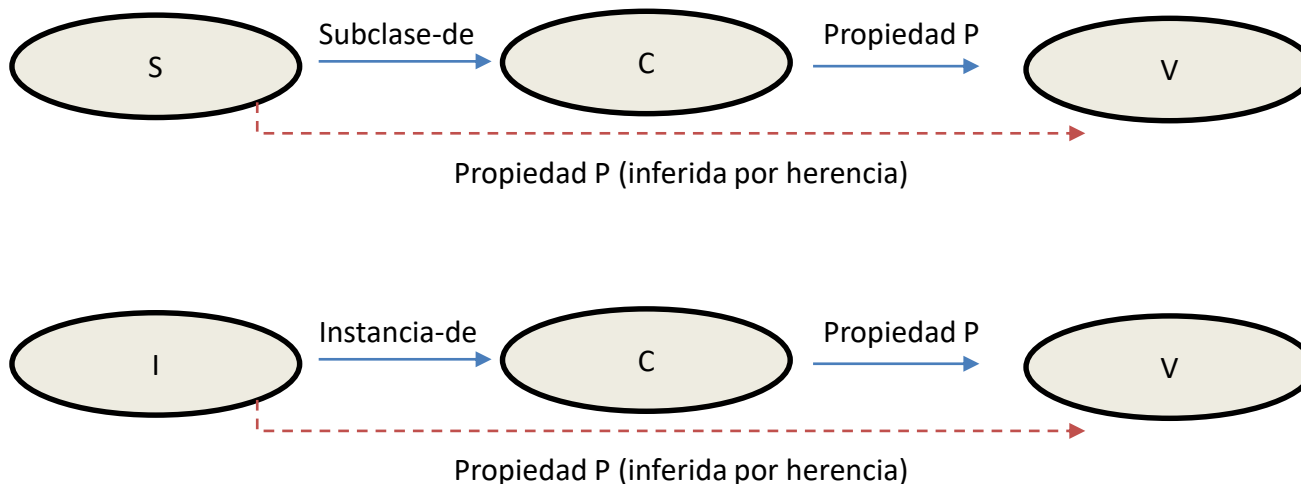 Subclase-de
Propiedad P
S
C
V
Propiedad P (inferida por herencia)
Instancia-de
Propiedad P
I
C
V
Propiedad P (inferida por herencia)